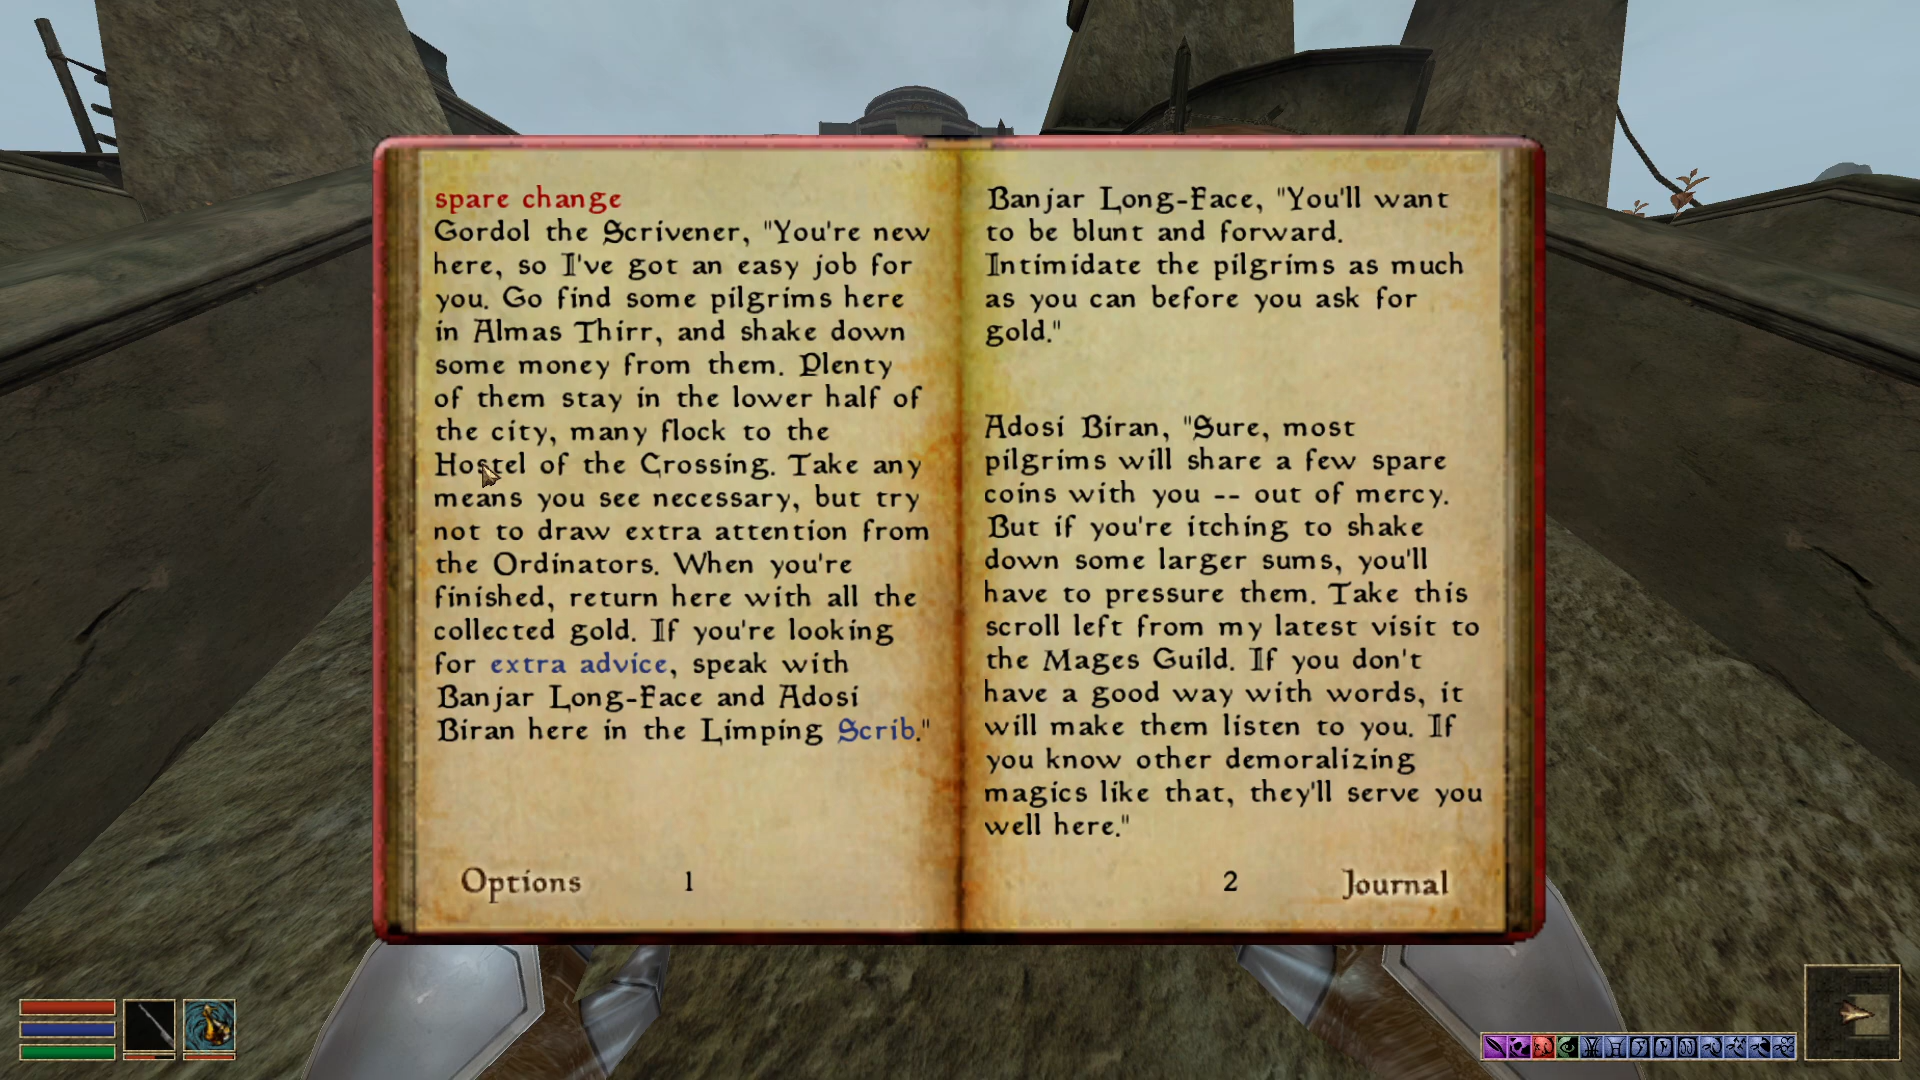 spare change
Gordol the Scrivener, "You're new
here, so I've got an easy job for
you. Go find some pilgrims here
in Almas Thirr, and shake down
some money from them. Plenty
of them stay in the lower half of
the city, many flock to the
Hostel of the Crossing. Take any
means you see necessary, but try
not to draw extra attention from
the Ordinators. When you're
finished, return here with all the
collected gold. If you're looking
for extra advice, speak with
Banjar Long-Face and Adosi
Biran here in the Limping Scrib."
Options
1
Banjar Long-Face, "You'll want
to be blunt and forward.
Intimidate the pilgrims as much
as you can before you ask for
gold."
Adosi Biran, "Sure, most
pilgrims will share a few spare
coins with you -- out of mercy.
But if you're itching to shake
down some larger sums, you'll
have to pressure them. Take this
scroll left from my latest visit to
the Mages Guild. If you don't
have a good way with words, it
will make them listen to you. If
you know other demoralizing
magics like that, they'll serve you
well here."
2
Journal